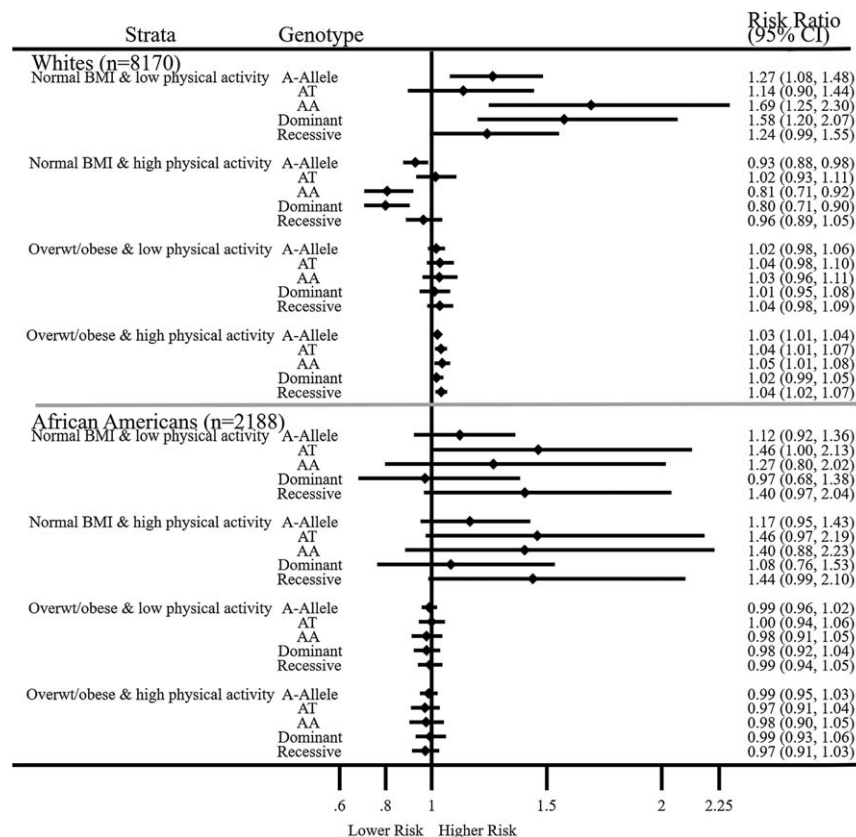 Strata Genotype Risk Ratio (95% CI)
Whites (n=8170)
Normal BMI & low physical activity A-Allele 1.27 (1.08, 1.48)
AT 1.14 (0.90, 1.44)
AA 1.69 (1.25, 2.30)
Dominant 1.58 (1.20, 2.07)
Recessive 1.24 (0.99, 1.55)
Normal BMI & high physical activity A-Allele 0.93 (0.88, 0.98)
AT 1.02 (0.93, 1.11)
AA 0.81 (0.71, 0.92)
Dominant 0.80 (0.71, 0.90)
Recessive 0.96 (0.89, 1.05)
Overwt/obese & low physical activity A-Allele 1.02 (0.98, 1.06)
AT 1.04 (0.98, 1.10)
AA 1.03 (0.96, 1.11)
Dominant 1.01 (0.95, 1.08)
Recessive 1.04 (0.98, 1.09)
Overwt/obese & high physical activity A-Allele 1.03 (1.01, 1.04)
AT 1.04 (1.01, 1.07)
AA 1.05 (1.01, 1.08)
Dominant 1.02 (0.99, 1.05)
Recessive 1.04 (1.02, 1.07)
African Americans (n=2188)
Normal BMI & low physical activity A-Allele 1.12 (0.92, 1.36)
AT 1.46 (1.00, 2.13)
AA 1.27 (0.80, 2.02)
Dominant 0.97 (0.68, 1.38)
Recessive 1.40 (0.97, 2.04)
Normal BMI & high physical activity A-Allele 1.17 (0.95, 1.43)
AT 1.46 (0.97, 2.19)
AA 1.40 (0.88, 2.23)
Dominant 1.08 (0.76, 1.53)
Recessive 1.44 (0.99, 2.10)
Overwt/obese & low physical activity A-Allele 0.99 (0.96, 1.02)
AT 1.00 (0.94, 1.06)
AA 0.98 (0.91, 1.05)
Dominant 0.98 (0.92, 1.04)
Recessive 0.99 (0.94, 1.05)
Overwt/obese & high physical activity A-Allele 0.99 (0.95, 1.03)
AT 0.97 (0.91, 1.04)
AA 0.98 (0.90, 1.05)
Dominant 0.99 (0.93, 1.06)
Recessive 0.97 (0.91, 1.03)
.6 .8 1 1.5 2 2.25
Lower Risk Higher Risk